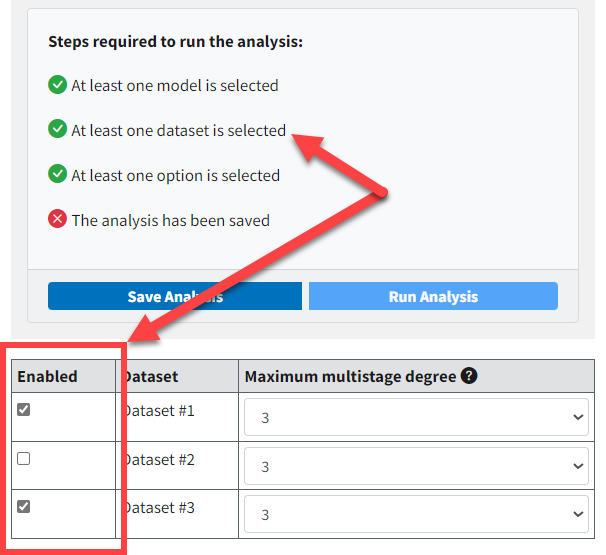 Steps required to run the analysis:
At least one model is selected
At least one dataset is selected
At least one option is selected
The analysis has been saved
Save Analysis Run Analysis
Enabled Dataset Maximum multistage degree ?
Dataset #1 3
Dataset #2 3
Dataset #3 3